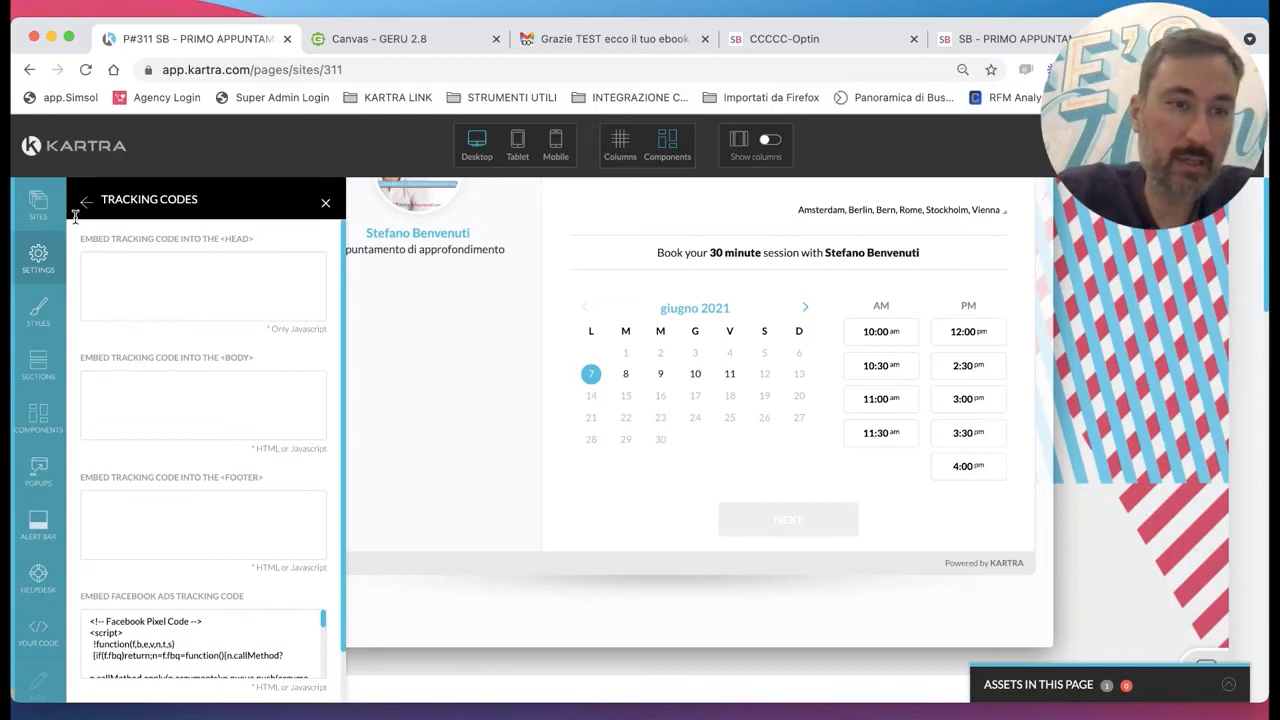 P#311 SB - PRIMO APPUNTAM
Canvas - GERU 2.8
Grazie TEST ecco il tuo ebook
CCCCC-Optin
SB - PRIMO APPUNTAM
app.kartra.com/pages/sites/311
app.Simsol
Agency Login
Super Admin Login
KARTRA LINK
STRUMENTI UTILI
INTEGRAZIONE C...
Importati da Firefox
Panoramica di Bus...
RFM Analy
KARTRA
Desktop
Tablet
Mobile
Columns
Components
Show columns
SITES
SETTINGS
STYLES
SECTIONS
COMPONENTS
POPUPS
ALERT BAR
HELPDESK
YOUR CODE
TRACKING CODES
EMBED TRACKING CODE INTO THE <HEAD>
* Only Javascript
EMBED TRACKING CODE INTO THE <BODY>
* HTML or Javascript
EMBED TRACKING CODE INTO THE <FOOTER>
* HTML or Javascript
EMBED FACEBOOK ADS TRACKING CODE
<!-- Facebook Pixel Code -->
<script>
!function(f,b,e,v,n,t,s)
{if(f.fbq)return;n=f.fbq=function(){n.callMethod?
* HTML or Javascript
Stefano Benvenuti
puntamento di approfondimento
Amsterdam, Berlin, Bern, Rome, Stockholm, Vienna
Book your 30 minute session with Stefano Benvenuti
giugno 2021
L M M G V S D
1 2 3 4 5 6
7 8 9 10 11 12 13
14 15 16 17 18 19 20
21 22 23 24 25 26 27
28 29 30
AM PM
10:00 am 12:00 pm
10:30 am 2:30 pm
11:00 am 3:00 pm
11:30 am 3:30 pm
4:00 pm
NEXT
Powered by KARTRA
ASSETS IN THIS PAGE 1 0